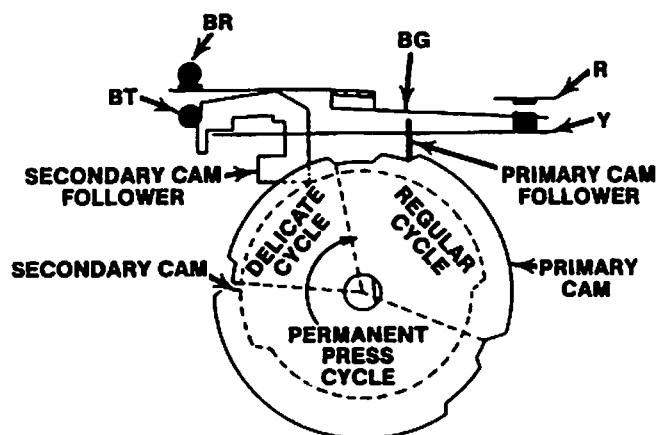 BR
BG
R
BT
Y
SECONDARY CAM
FOLLOWER
PRIMARY CAM
FOLLOWER
DELICATE
CYCLE
REGULAR
CYCLE
SECONDARY CAM
PRIMARY
CAM
PERMANENT
PRESS
CYCLE